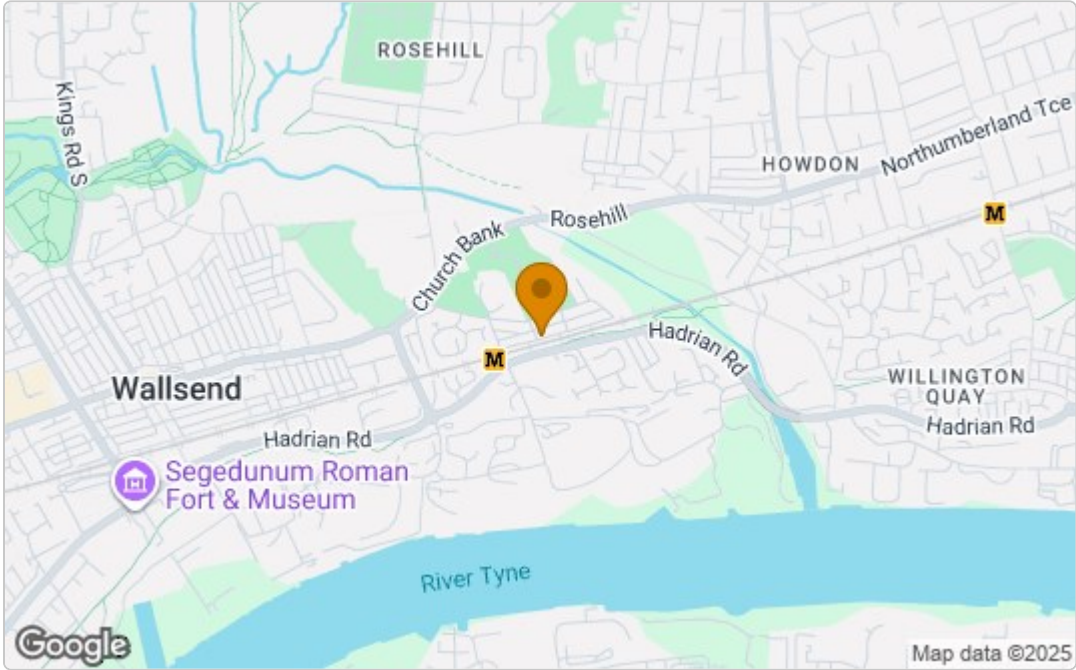 ROSEHILL
Kings Rd S
Northumberland Tce
HOWDON
M
Rosehill
Church Bank
Hadrian Rd
M
Wallsend
WILLINGTON
QUAY
Hadrian Rd
Hadrian Rd
Segedunum Roman
Fort & Museum
River Tyne
Google
Map data ©2025